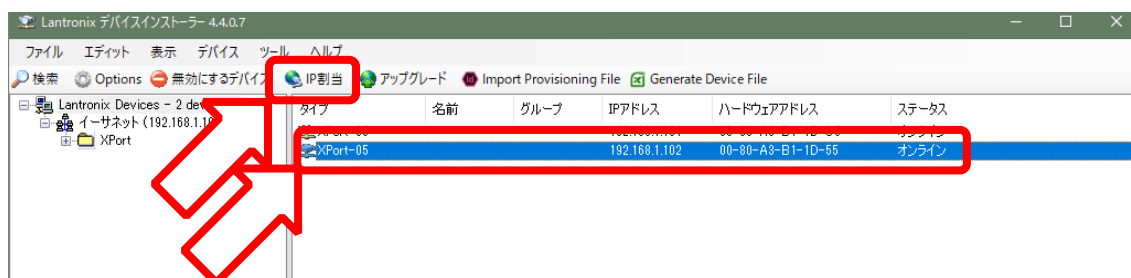 Lantronix デバイスインストーラー 4.4.0.7
ファイル エディット 表示 デバイス ツール ヘルプ
検索 Options 無効にするデバイ IP割当 アップグレード Import Provisioning File Generate Device File
Lantronix Devices - 2 de
イーサネット (192.168.1.1
XPort
タイプ 名前 グループ IPアドレス ハードウェアアドレス ステータス
XPort-05 192.168.1.102 00-80-A3-B1-1D-55 オンライン